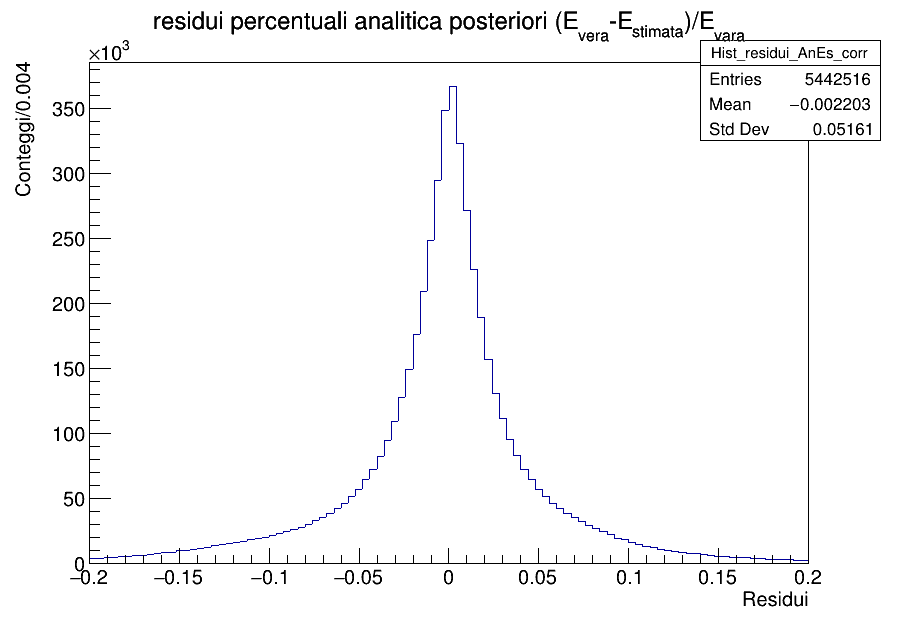 residui percentuali analitica posteriori (E_vera-E_stimata)/E_vara
×10³
Hist_residui_AnEs_corr
Entries 5442516
Mean −0.002203
Std Dev 0.05161
Conteggi/0.004
350
300
250
200
150
100
50
0
−0.2 −0.15 −0.1 −0.05 0 0.05 0.1 0.15 0.2
Residui